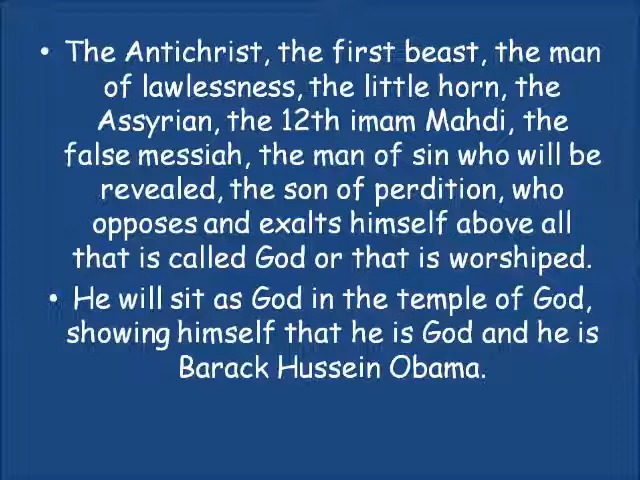 • The Antichrist, the first beast, the man
of lawlessness, the little horn, the
Assyrian, the 12th imam Mahdi, the
false messiah, the man of sin who will be
revealed, the son of perdition, who
opposes and exalts himself above all
that is called God or that is worshiped.
• He will sit as God in the temple of God,
showing himself that he is God and he is
Barack Hussein Obama.